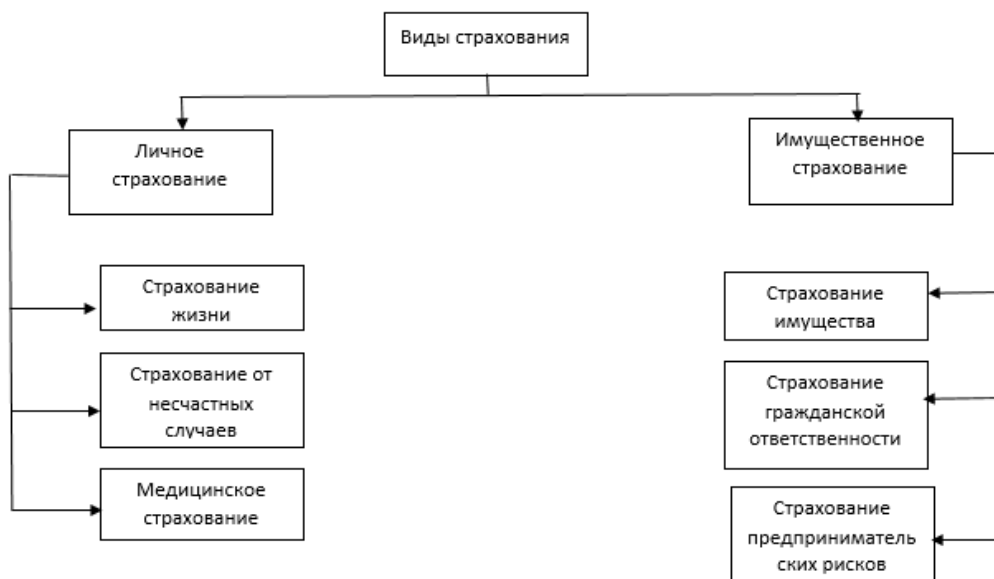 Виды страхования
Личное
страхование
Имущественное
страхование
Страхование
жизни
Страхование от
несчастных
случаев
Медицинское
страхование
Страхование
имущества
Страхование
гражданской
ответственности
Страхование
предприниматель
ских рисков